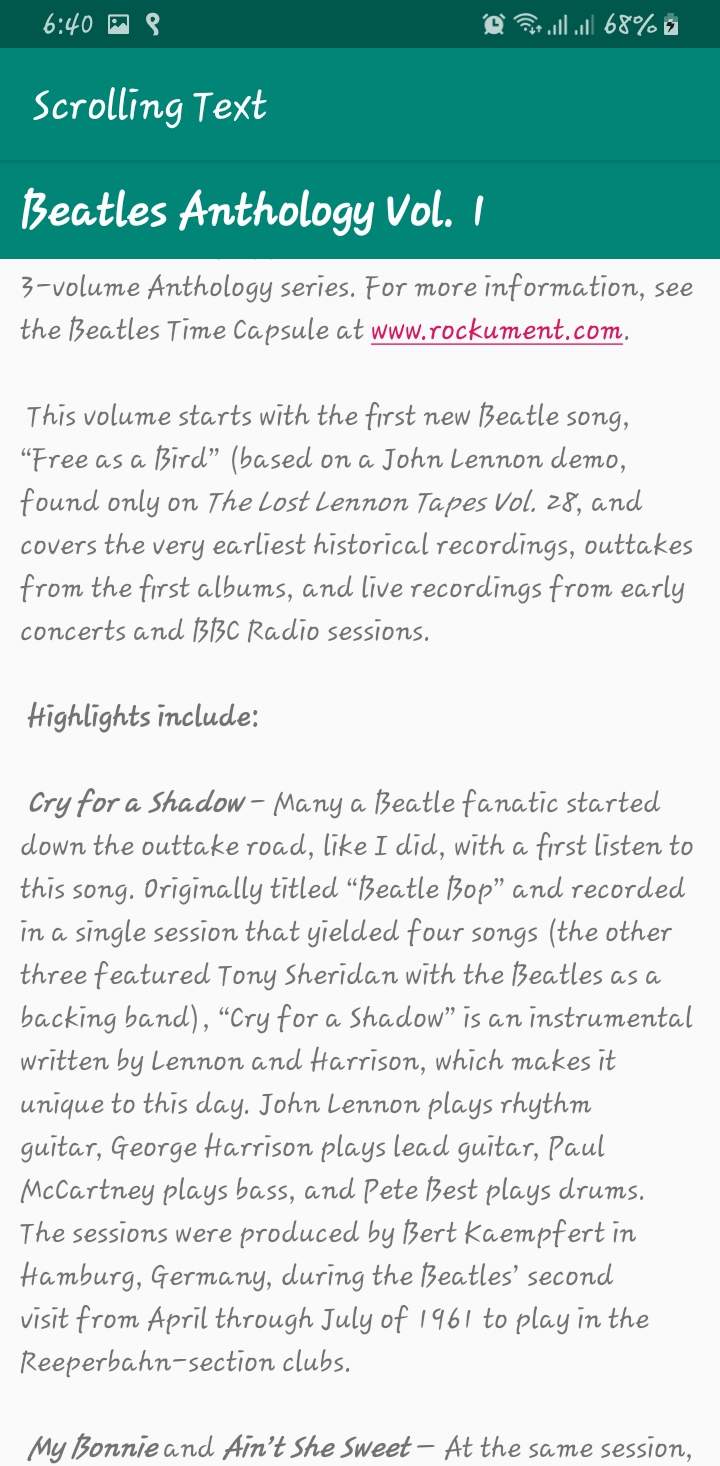 6:40 68%
Scrolling Text
Beatles Anthology Vol. 1
3-volume Anthology series. For more information, see
the Beatles Time Capsule at www.rockument.com.
This volume starts with the first new Beatle song,
“Free as a Bird” (based on a John Lennon demo,
found only on The Lost Lennon Tapes Vol. 28, and
covers the very earliest historical recordings, outtakes
from the first albums, and live recordings from early
concerts and BBC Radio sessions.
Highlights include:
Cry for a Shadow – Many a Beatle fanatic started
down the outtake road, like I did, with a first listen to
this song. Originally titled “Beatle Bop” and recorded
in a single session that yielded four songs (the other
three featured Tony Sheridan with the Beatles as a
backing band), “Cry for a Shadow” is an instrumental
written by Lennon and Harrison, which makes it
unique to this day. John Lennon plays rhythm
guitar, George Harrison plays lead guitar, Paul
McCartney plays bass, and Pete Best plays drums.
The sessions were produced by Bert Kaempfert in
Hamburg, Germany, during the Beatles’ second
visit from April through July of 1961 to play in the
Reeperbahn-section clubs.
My Bonnie and Ain’t She Sweet – At the same session,